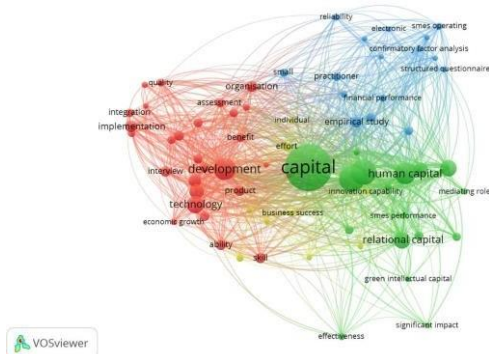 reliability
smes operating
electronic
confirmatory factor analysis
small
practitioner
structured questionnaire
quality
organisation
financial performance
assessment
integration
individual
empirical study
implementation
benefit
effort
capital
interview
development
human capital
product
innovation capability
mediating role
technology
business success
smes performance
economic growth
ability
relational capital
skill
green intellectual capital
effectiveness
significant impact
VOSviewer